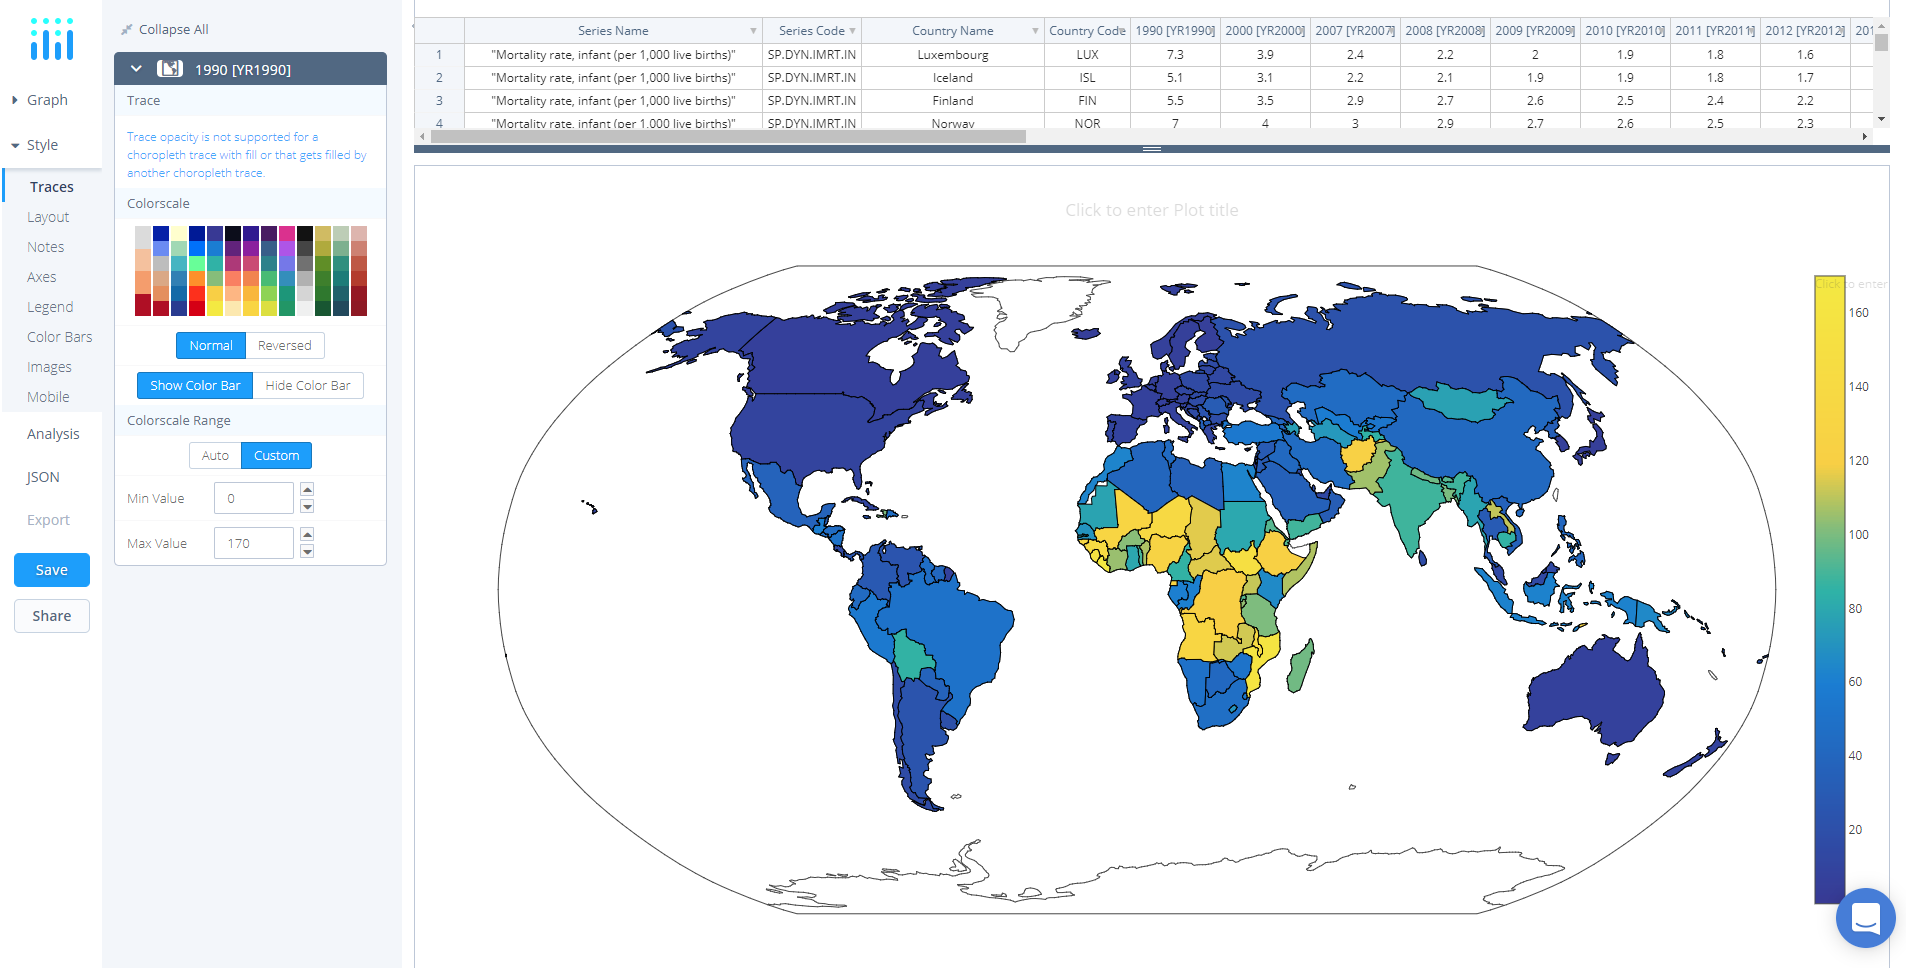 Collapse All
1990 [YR1990]
Graph
Trace
Trace opacity is not supported for a
choropleth trace with fill or that gets filled by
another choropleth trace.
Style
Traces
Layout
Notes
Axes
Legend
Color Bars
Images
Mobile
Analysis
JSON
Export
Save
Share
Colorscale
Normal Reversed
Show Color Bar Hide Color Bar
Colorscale Range
Auto Custom
Min Value 0
Max Value 170
Series Name Series Code Country Name Country Code 1990 [YR1990] 2000 [YR2000] 2007 [YR2007] 2008 [YR2008] 2009 [YR2009] 2010 [YR2010] 2011 [YR2011] 2012 [YR2012] 201
1 "Mortality rate, infant (per 1,000 live births)" SP.DYN.IMRT.IN Luxembourg LUX 7.3 3.9 2.4 2.2 2 1.9 1.8 1.6
2 "Mortality rate, infant (per 1,000 live births)" SP.DYN.IMRT.IN Iceland ISL 5.1 3.1 2.2 2.1 1.9 1.9 1.8 1.7
3 "Mortality rate, infant (per 1,000 live births)" SP.DYN.IMRT.IN Finland FIN 5.5 3.5 2.9 2.7 2.6 2.5 2.4 2.2
4 "Mortality rate, infant (per 1,000 live births)" SP.DYN.IMRT.IN Norway NOR 7 4 3 2.9 2.7 2.6 2.5 2.3
Click to enter Plot title
Click to enter
160
140
120
100
80
60
40
20